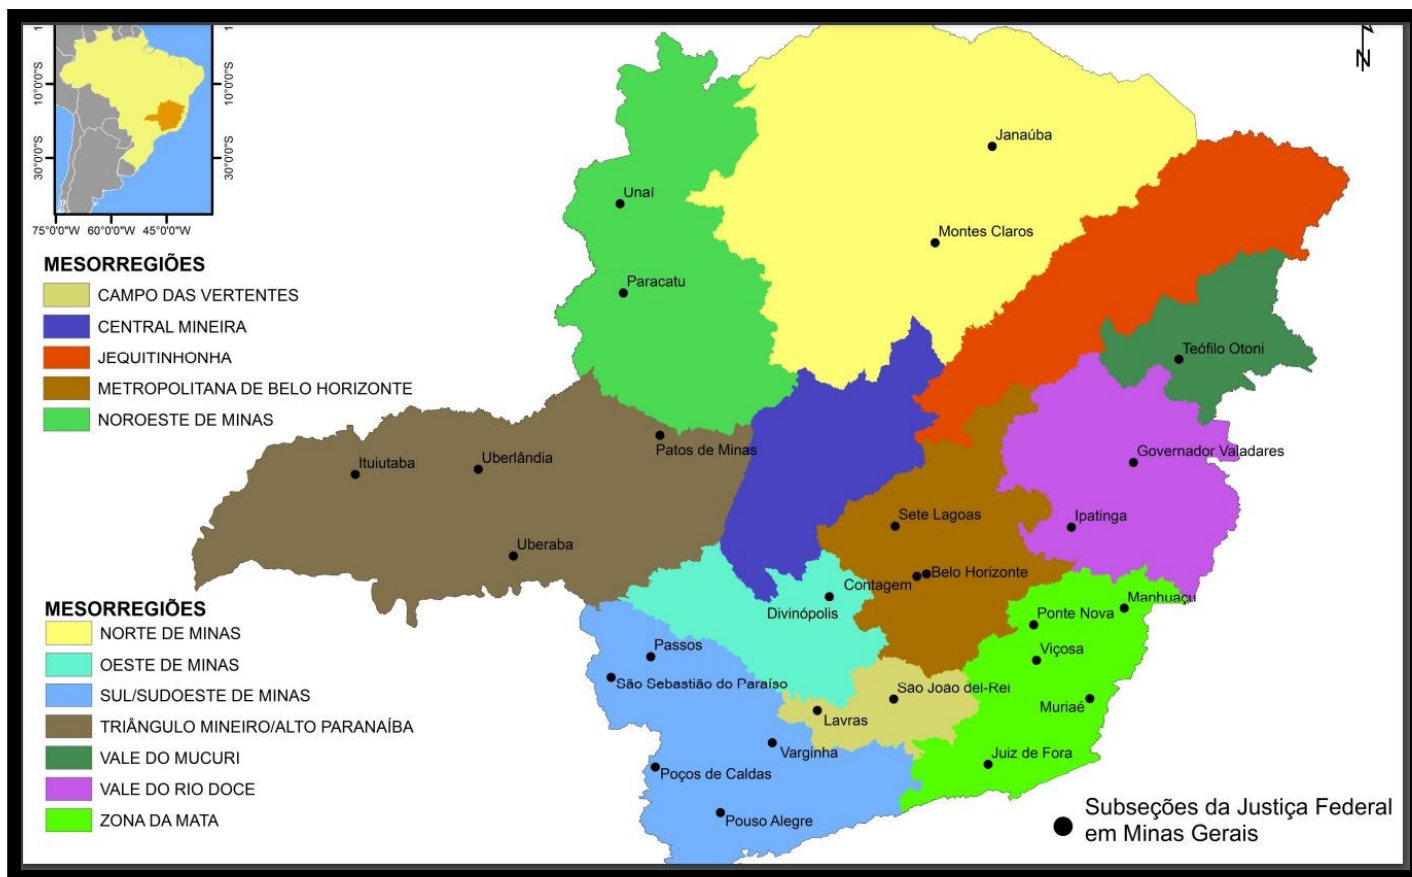 10°0'0"S
30°0'0"S
10°0'0"S
30°0'0"S
75°0'0"W 60°0'0"W 45°0'0"W
N
MESORREGIÕES
CAMPO DAS VERTENTES
CENTRAL MINEIRA
JEQUITINHONHA
METROPOLITANA DE BELO HORIZONTE
NOROESTE DE MINAS
MESORREGIÕES
NORTE DE MINAS
OESTE DE MINAS
SUL/SUDOESTE DE MINAS
TRIÂNGULO MINEIRO/ALTO PARANAÍBA
VALE DO MUCURI
VALE DO RIO DOCE
ZONA DA MATA
Janaúba
Unaí
Montes Claros
Paracatu
Teófilo Otoni
Patos de Minas
Ituiutaba
Uberlândia
Governador Valadares
Sete Lagoas
Ipatinga
Uberaba
Contagem
Belo Horizonte
Divinópolis
Manhuaçu
Ponte Nova
Passos
Viçosa
São Sebastião do Paraíso
São João del-Rei
Muriaé
Lavras
Varginha
Juiz de Fora
Poços de Caldas
Pouso Alegre
Subseções da Justiça Federal
em Minas Gerais